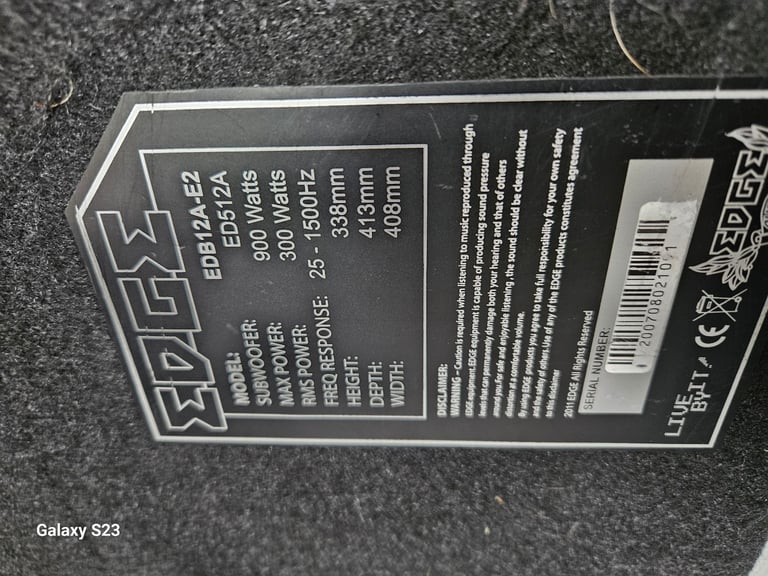 EDGE
MODEL: EDB12A-E2
SUBWOOFER: ED512A
MAX POWER: 900 Watts
RMS POWER: 300 Watts
FREQ RESPONSE: 25 - 1500Hz
HEIGHT: 338mm
DEPTH: 413mm
WIDTH: 408mm
DISCLAIMER:
WARNING - Caution is required when listening to music reproduced through
EDGE equipment. EDGE equipment is capable of producing sound pressure
levels that can permanently damage both your hearing and that of others
around you. For safe and enjoyable listening, the sound should be clear without
distortion at a comfortable volume.
By using EDGE products you agree to take full responsibility for your own safety
and the safety of others. Use of any of the EDGE products constitutes agreement
to this disclaimer
2011 EDGE All Rights Reserved
SERIAL NUMBER:
LIVE
BY IT!
CE
EDGE
Galaxy S23